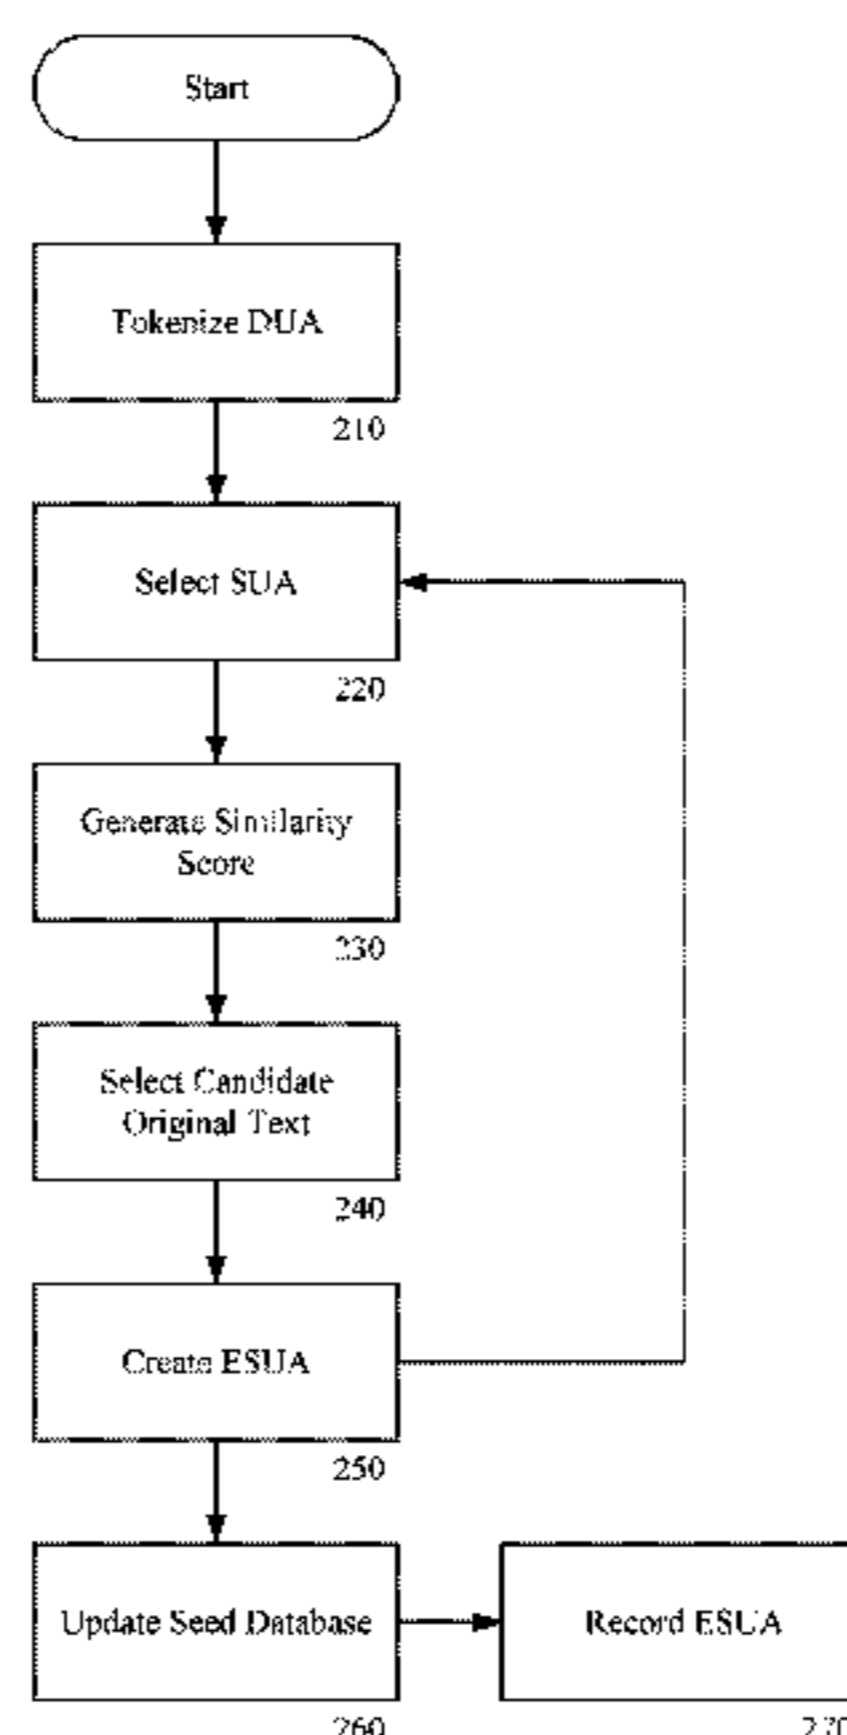 Start
Tokenize DUA
210
Select SUA
220
Generate Similarity
Score
230
Select Candidate
Original Text
240
Create ESUA
250
Update Seed Database
Record ESUA
260
270